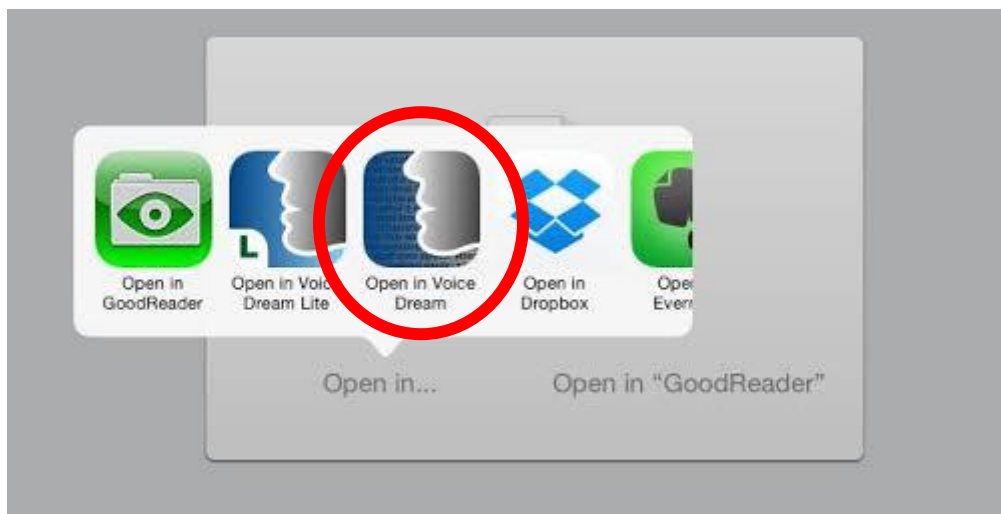 Open in
GoodReader
Open in Voic
Dream Lite
L
Open in Voice
Dream
Open in
Dropbox
Ope
Evern
Open in...
Open in “GoodReader”